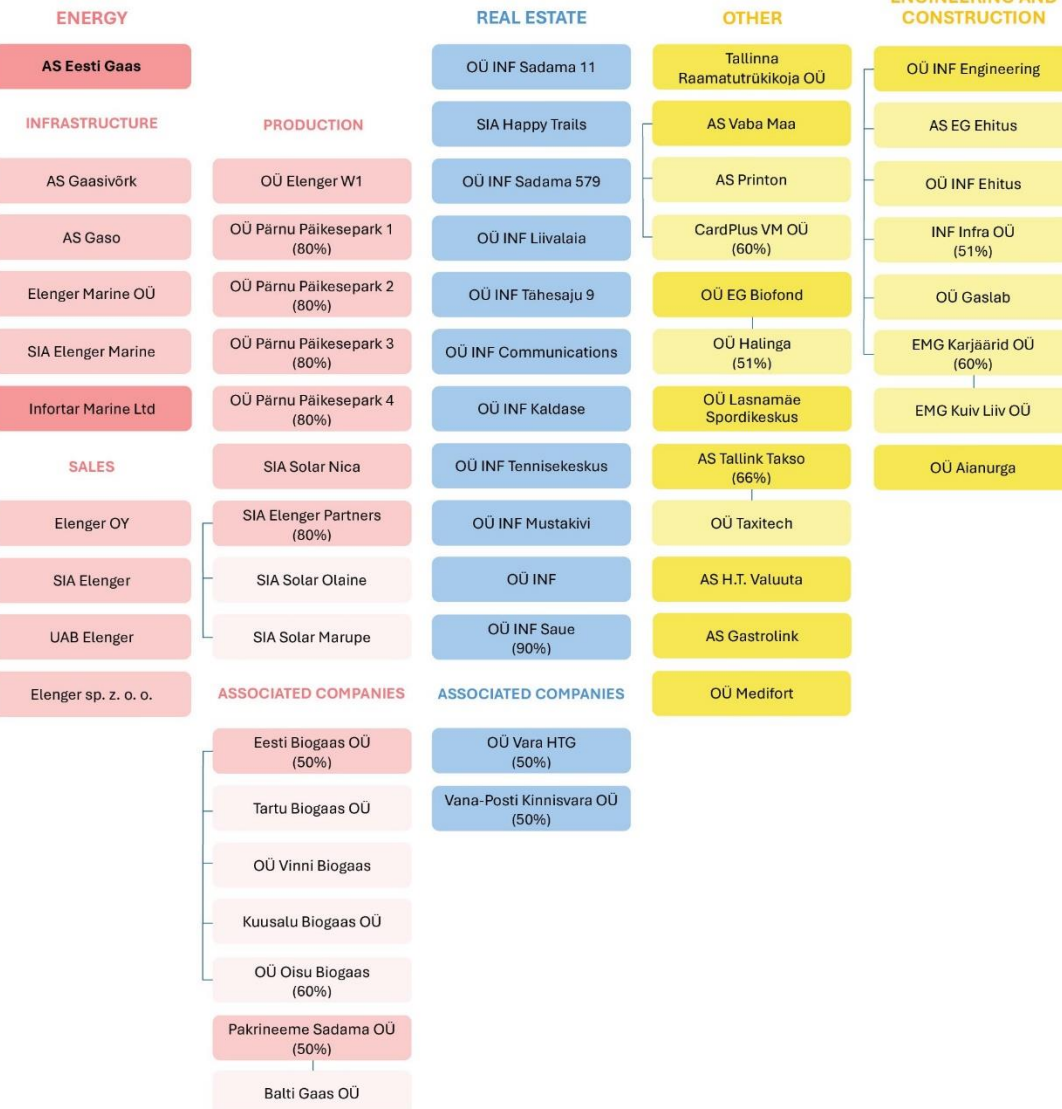 ENERGY
AS Eesti Gaas
INFRASTRUCTURE
AS Gaasivõrk
AS Gaso
Elenger Marine OÜ
SIA Elenger Marine
Infortar Marine Ltd
SALES
Elenger OY
SIA Elenger
UAB Elenger
Elenger sp. z. o. o.
PRODUCTION
OÜ Elenger W1
OÜ Pärnu Päikesepark 1
(80%)
OÜ Pärnu Päikesepark 2
(80%)
OÜ Pärnu Päikesepark 3
(80%)
OÜ Pärnu Päikesepark 4
(80%)
SIA Solar Nica
SIA Elenger Partners
(80%)
SIA Solar Olaine
SIA Solar Marupe
ASSOCIATED COMPANIES
Eesti Biogaas OÜ
(50%)
Tartu Biogaas OÜ
OÜ Vinni Biogaas
Kuusalu Biogaas OÜ
OÜ Oisu Biogaas
(60%)
Pakrineeme Sadama OÜ
(50%)
Balti Gaas OÜ
REAL ESTATE
OÜ INF Sadama 11
SIA Happy Trails
OÜ INF Sadama 579
OÜ INF Liivalaia
OÜ INF Tähesaju 9
OÜ INF Communications
OÜ INF Kaldase
OÜ INF Tennisekeskus
OÜ INF Mustakivi
OÜ INF
OÜ INF Saue
(90%)
ASSOCIATED COMPANIES
OÜ Vara HTG
(50%)
Vana-Posti Kinnisvara OÜ
(50%)
OTHER
Tallinna
Raamatutrükikoja OÜ
AS Vaba Maa
AS Printon
CardPlus VM OÜ
(60%)
OÜ EG Biofond
OÜ Halinga
(51%)
OÜ Lasnamäe
Spordikeskus
AS Tallink Takso
(66%)
OÜ Taxitech
AS H.T. Valuuta
AS Gastrolink
OÜ Medifort
ENGINEERING AND
CONSTRUCTION
OÜ INF Engineering
AS EG Ehitus
OÜ INF Ehitus
INF Infra OÜ
(51%)
OÜ Gaslab
EMG Karjäärid OÜ
(60%)
EMG Kuiv Liiv OÜ
OÜ Aianurga